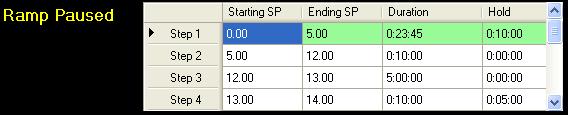 Ramp Paused
Starting SP Ending SP Duration Hold
Step 1 0.00 5.00 0:23:45 0:10:00
Step 2 5.00 12.00 0:10:00 0:00:00
Step 3 12.00 13.00 5:00:00 0:00:00
Step 4 13.00 14.00 0:10:00 0:05:00